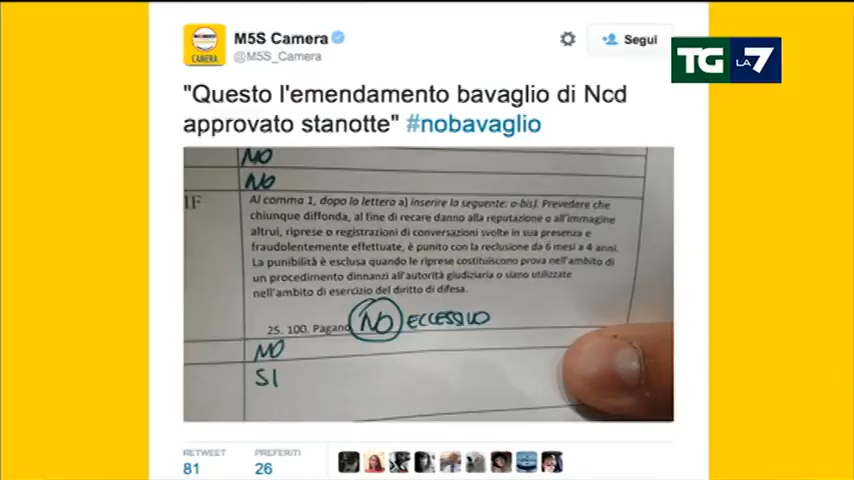 M5S Camera
@M5S_Camera
Segui
TG LA 7
"Questo l'emendamento bavaglio di Ncd
approvato stanotte" #nobavaglio
NO
NO
IF
Al comma 1, dopo la lettera a) inserire la seguente: a-bis). Prevedere che
chiunque diffonda, al fine di recare danno alla reputazione o all'immagine
altrui, riprese o registrazioni di conversazioni svolte in sua presenza e
fraudolentemente effettuate, è punito con la reclusione da 6 mesi a 4 anni.
La punibilità è esclusa quando le riprese costituiscono prova nell'ambito di
un procedimento dinnanzi all'autorità giudiziaria o siano utilizzate
nell'ambito di esercizio del diritto di difesa.
25. 100. Pagano NO ECCESSIVO
NO
SI
RETWEET PREFERITI
81 26